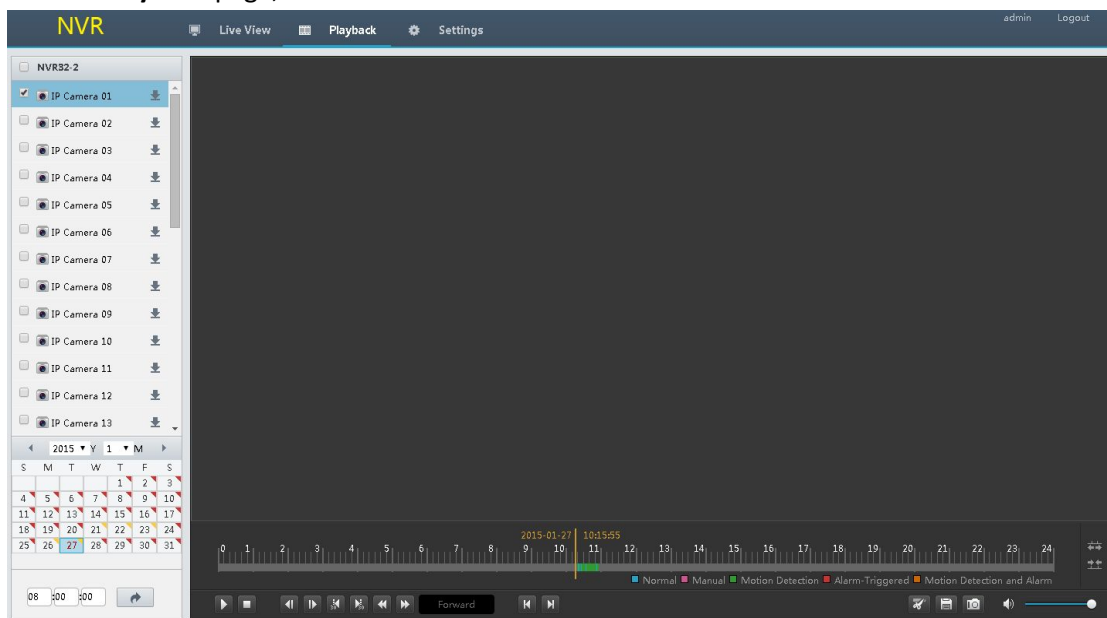 NVR Live View Playback Settings admin Logout
NVR32-2
IP Camera 01
IP Camera 02
IP Camera 03
IP Camera 04
IP Camera 05
IP Camera 06
IP Camera 07
IP Camera 08
IP Camera 09
IP Camera 10
IP Camera 11
IP Camera 12
IP Camera 13
2015 Y 1 M
S M T W T F S
1 2 3
4 5 6 7 8 9 10
11 12 13 14 15 16 17
18 19 20 21 22 23 24
25 26 27 28 29 30 31
08 :00 :00
2015-01-27 10:15:55
0 1 2 3 4 5 6 7 8 9 10 11 12 13 14 15 16 17 18 19 20 21 22 23 24
Normal Manual Motion Detection Alarm-Triggered Motion Detection and Alarm
Forward